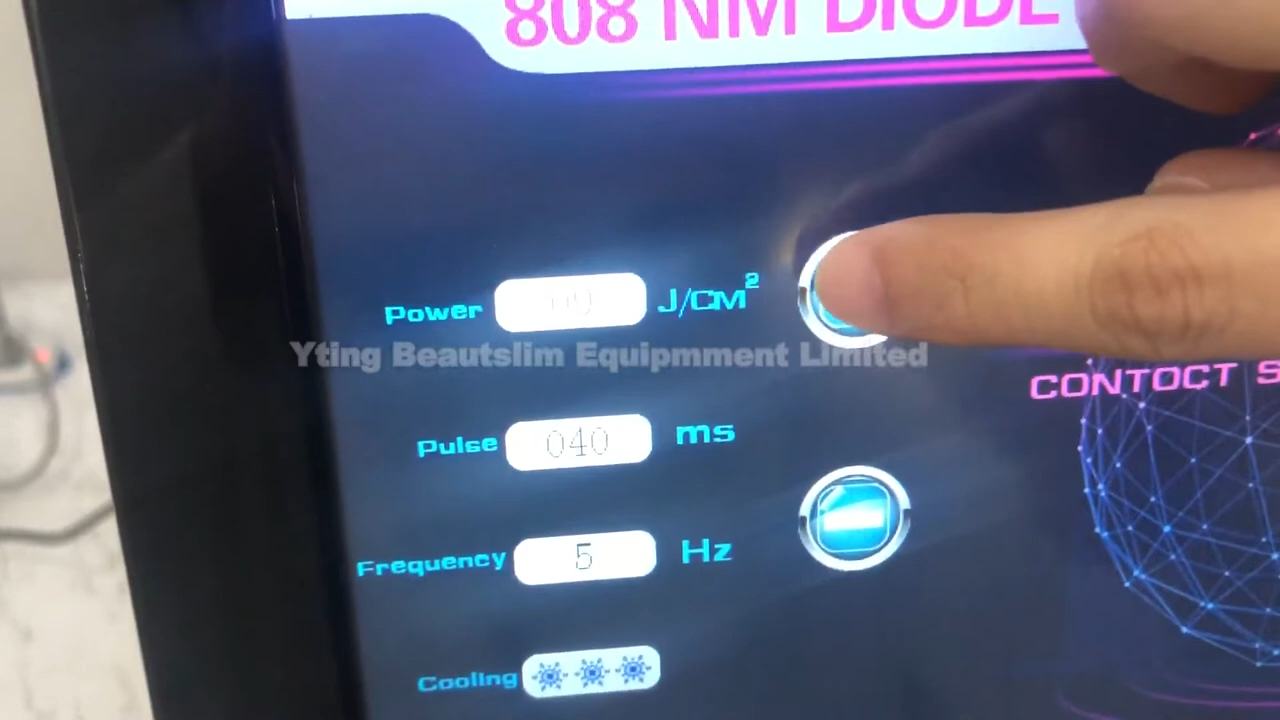 808 NM DIODE
Power J/CM²
Yting Beautslim Equipmment Limited
CONTOCT S
Pulse 040 ms
Frequency 5 Hz
Cooling